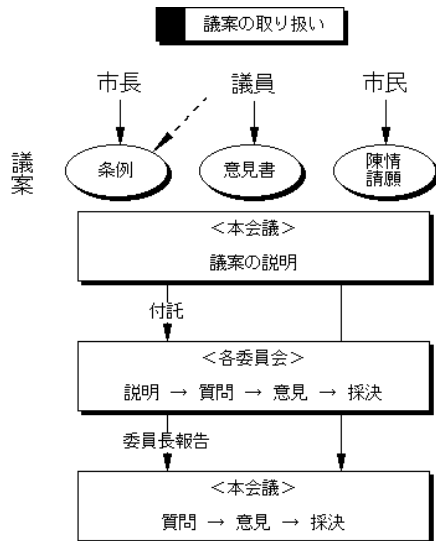 議案の取り扱い
市長 議員 市民
議案
条例 意見書 陳情
請願
<本会議>
議案の説明
付託
<各委員会>
説明 → 質問 → 意見 → 採決
委員長報告
<本会議>
質問 → 意見 → 採決